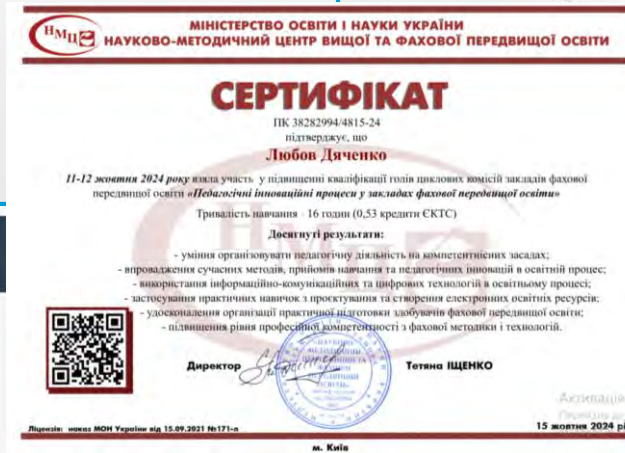 НМЦ
МІНІСТЕРСТВО ОСВІТИ І НАУКИ УКРАЇНИ
НАУКОВО-МЕТОДИЧНИЙ ЦЕНТР ВИЩОЇ ТА ФАХОВОЇ ПЕРЕДВИЩОЇ ОСВІТИ
СЕРТИФІКАТ
ПК 38282994/4815-24
підтверджує, що
Любов Дяченко
11-12 жовтня 2024 року взяла участь у підвищенні кваліфікації голів циклових комісій закладів фахової
передвищої освіти «Педагогічні інноваційні процеси у закладах фахової передвищої освіти»
Тривалість навчання - 16 годин (0,53 кредити ЄКТС)
Досягнуті результати:
- уміння організовувати педагогічну діяльність на компетентнісних засадах;
- впровадження сучасних методів, прийомів навчання та педагогічних інновацій в освітній процес;
- використання інформаційно-комунікаційних та цифрових технологій в освітньому процесі;
- застосування практичних навичок з проєктування та створення електронних освітніх ресурсів;
- удосконалення організації практичної підготовки здобувачів фахової передвищої освіти;
- підвищення рівня професійної компетентності з фахової методики і технологій.
Директор
Тетяна ІЩЕНКО
Активація
Ліцензія: наказ МОН України від 15.09.2021 №171-л
15 жовтня 2024 рі
м. Київ